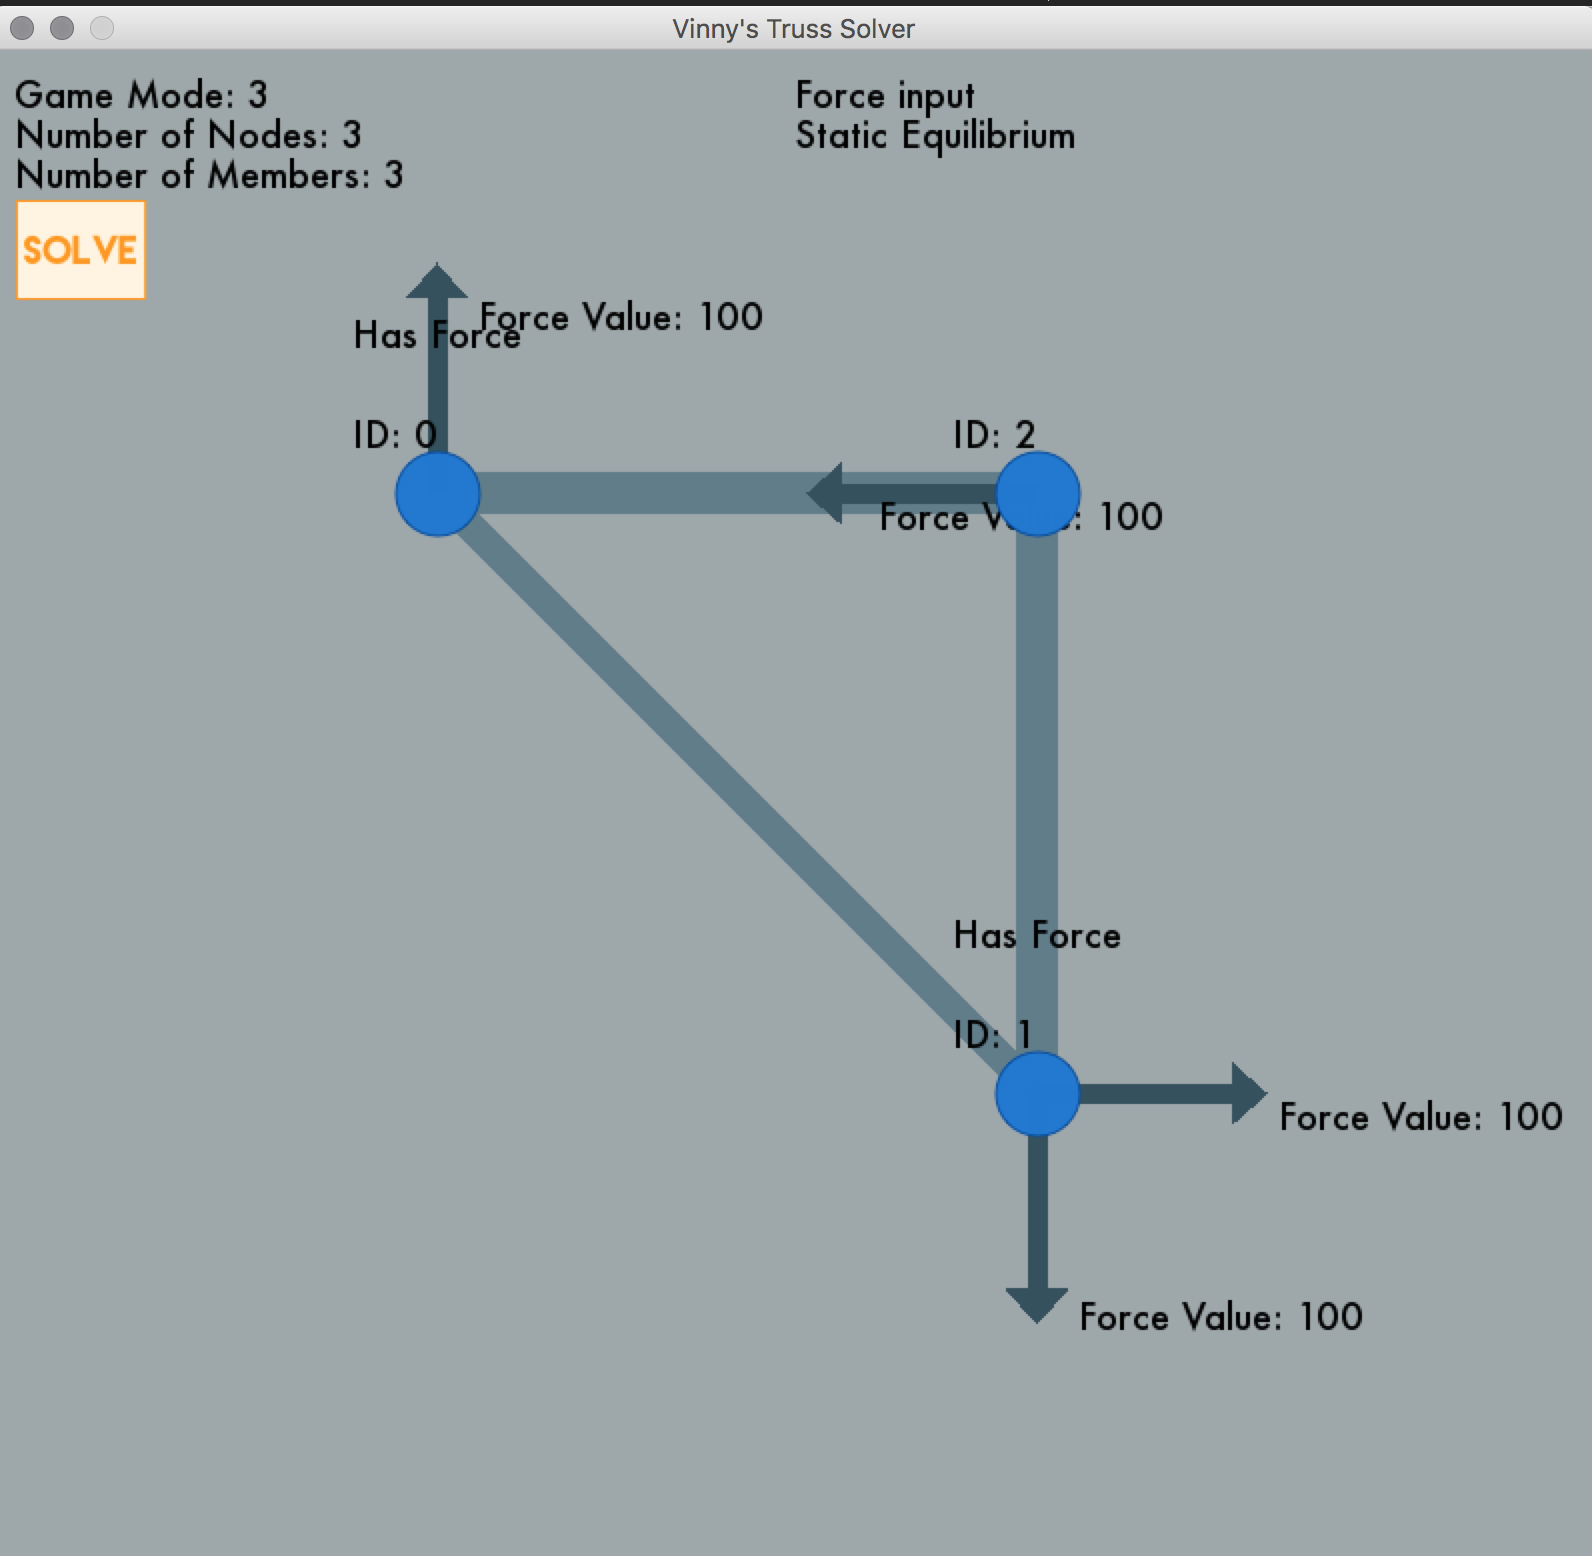 Vinny's Truss Solver
Game Mode: 3
Number of Nodes: 3
Number of Members: 3
Force input
Static Equilibrium
SOLVE
Force Value: 100
Has Force
ID: 0
ID: 2
Force : 100
Has Force
ID: 1
Force Value: 100
Force Value: 100